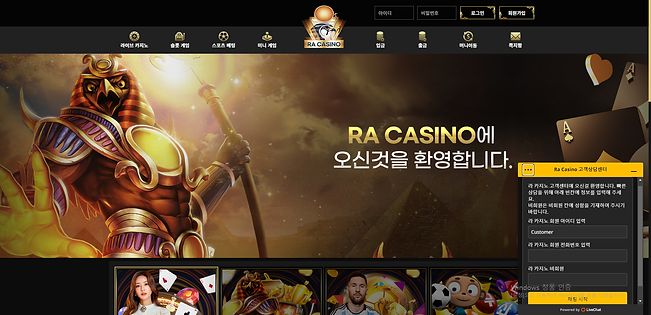 아이디
비밀번호
로그인
회원가입
라이브 카지노
슬롯 게임
스포츠 베팅
미니 게임
RA CASINO
입금
출금
머니이동
쪽지함
RA CASINO에
오신것을 환영합니다.
A
A
Ra Casino 고객상담센터
라 카지노 고객센터에 오신걸 환영합니다. 빠른
상담을 위해 아래 빈칸에 정보를 입력해 주세
요.
비회원은 비회원 칸에 성함을 기재하여 주시기
바랍니다.
라 카지노 회원 아이디 입력
Customer
라 카지노 회원 전화번호 입력
라 카지노 비회원
Windows 정품 인증
채팅 시작
Powered by LiveChat